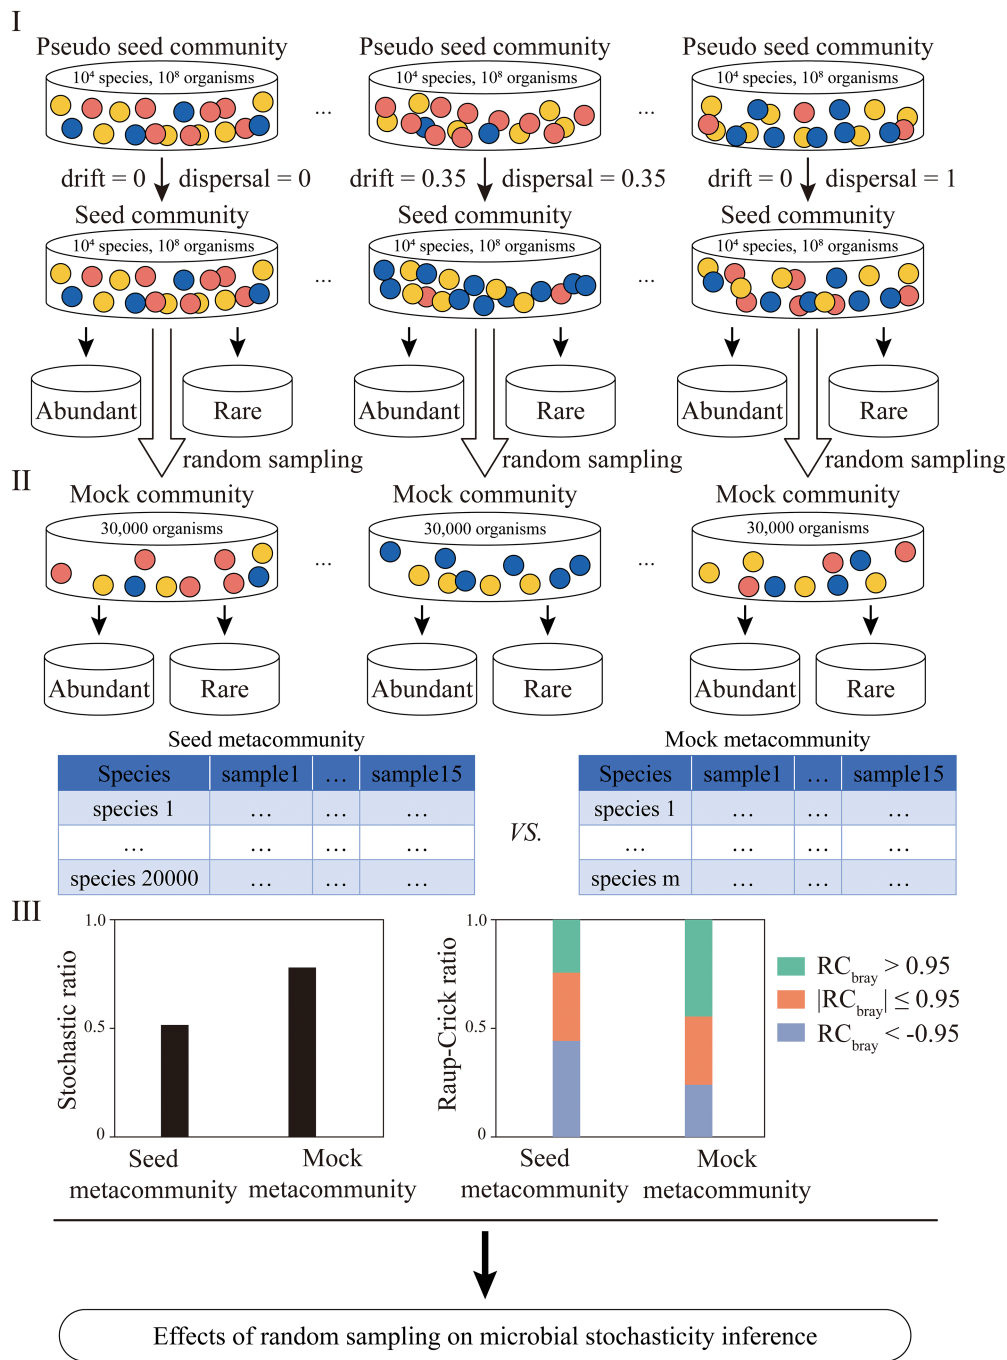 I
Pseudo seed community
Pseudo seed community
Pseudo seed community
10⁴ species, 10⁸ organisms
10⁴ species, 10⁸ organisms
10⁴ species, 10⁸ organisms
...
...
drift = 0
dispersal = 0
drift = 0.35
dispersal = 0.35
drift = 0
dispersal = 1
Seed community
Seed community
Seed community
10⁴ species, 10⁸ organisms
10⁴ species, 10⁸ organisms
10⁴ species, 10⁸ organisms
...
...
Abundant
Rare
Abundant
Rare
Abundant
Rare
random sampling
random sampling
random sampling
II
Mock community
Mock community
Mock community
30,000 organisms
30,000 organisms
30,000 organisms
...
...
Abundant
Rare
Abundant
Rare
Abundant
Rare
Seed metacommunity
Species sample1 ... sample15
species 1 ... ... ...
... ... ... ...
species 20000 ... ... ...
VS.
Mock metacommunity
Species sample1 ... sample15
species 1 ... ... ...
... ... ... ...
species m ... ... ...
III
Stochastic ratio
1.0
0.5
0
Seed metacommunity
Mock metacommunity
Raup-Crick ratio
1.0
0.5
0
Seed metacommunity
Mock metacommunity
RCbray > 0.95
|RCbray| ≤ 0.95
RCbray < -0.95
Effects of random sampling on microbial stochasticity inference